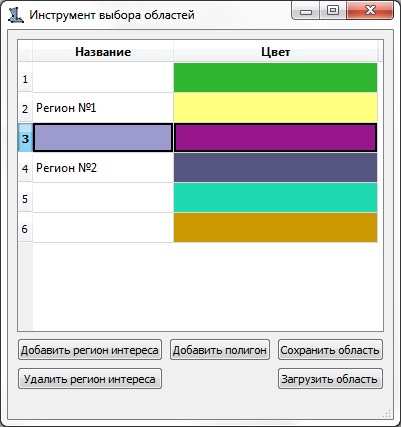 Инструмент выбора областей
Название Цвет
1
2 Регион №1
3
4 Регион №2
5
6
Добавить регион интереса Добавить полигон Сохранить область
Удалить регион интереса Загрузить область